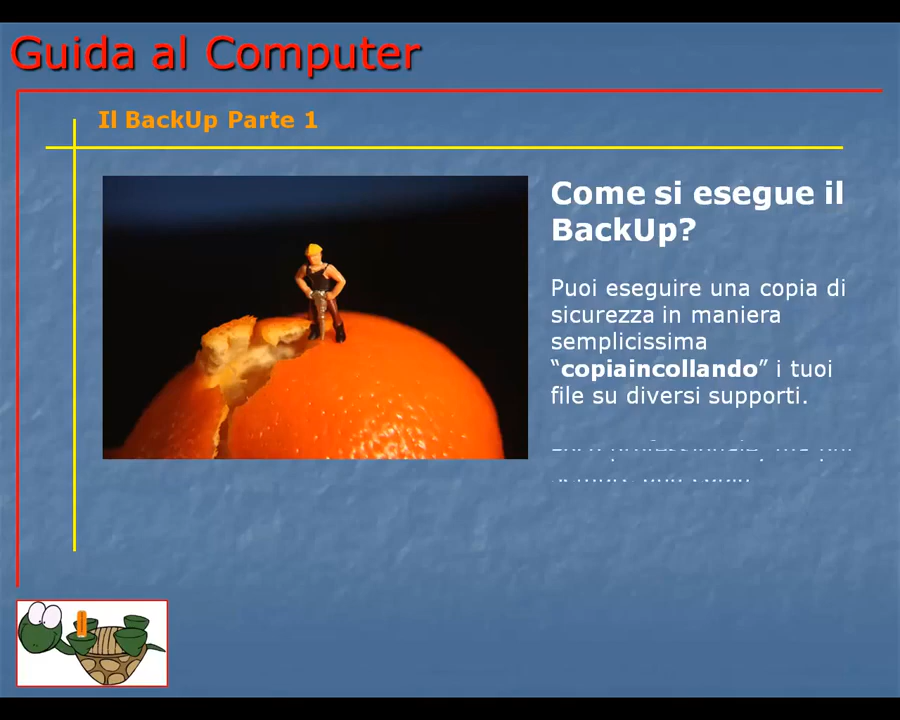 Guida al Computer
Il BackUp Parte 1
Come si esegue il
BackUp?
Puoi eseguire una copia di
sicurezza in maniera
semplicissima
“copiaincollando” i tuoi
file su diversi supporti.